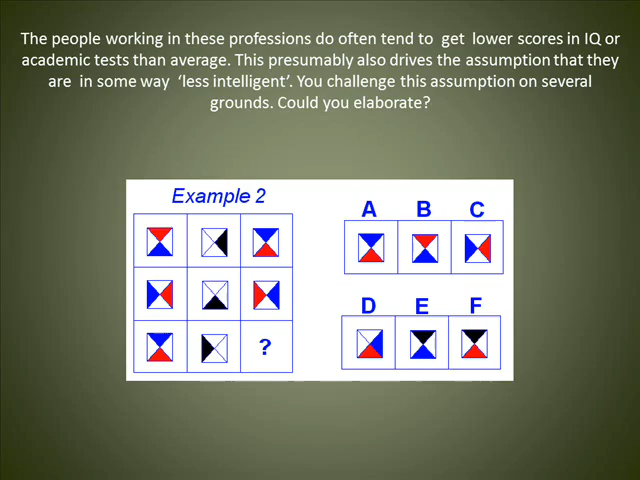 The people working in these professions do often tend to get lower scores in IQ or
academic tests than average. This presumably also drives the assumption that they
are in some way ‘less intelligent’. You challenge this assumption on several
grounds. Could you elaborate?
Example 2
A B C
?
D E F